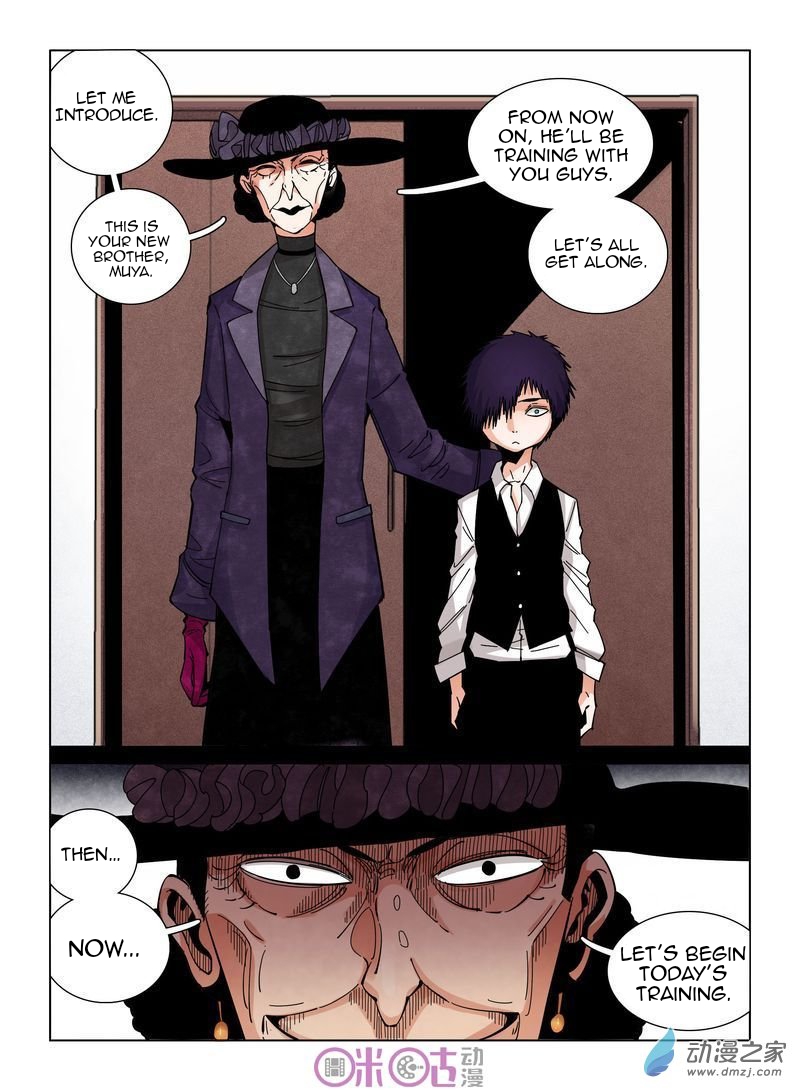 LET ME
INTRODUCE.
THIS IS
YOUR NEW
BROTHER,
MUYA.
FROM NOW
ON, HE'LL BE
TRAINING WITH
YOU GUYS.
LET'S ALL
GET ALONG.
THEN...
NOW...
LET'S BEGIN
TODAY'S
TRAINING.
咪咕动漫
动漫之家
www.dmzj.com